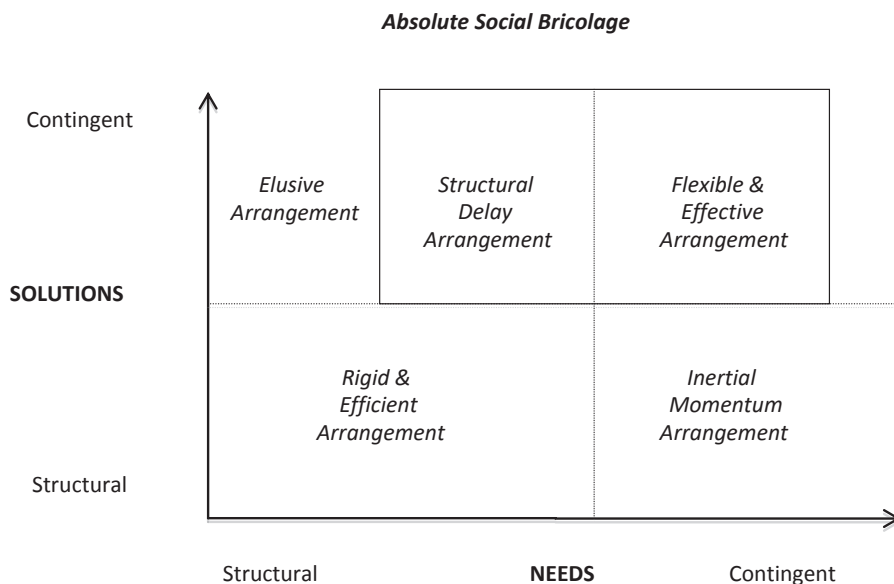 Absolute Social Bricolage
Contingent
Elusive
Arrangement
Structural
Delay
Arrangement
Flexible &
Effective
Arrangement
SOLUTIONS
Rigid &
Efficient
Arrangement
Inertial
Momentum
Arrangement
Structural
Structural
NEEDS
Contingent